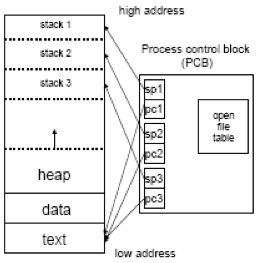 high address
stack 1
stack 2
stack 3
heap
data
text
low address
Process control block
(PCB)
sp1
pc1
sp2
pc2
sp3
pc3
open
file
table